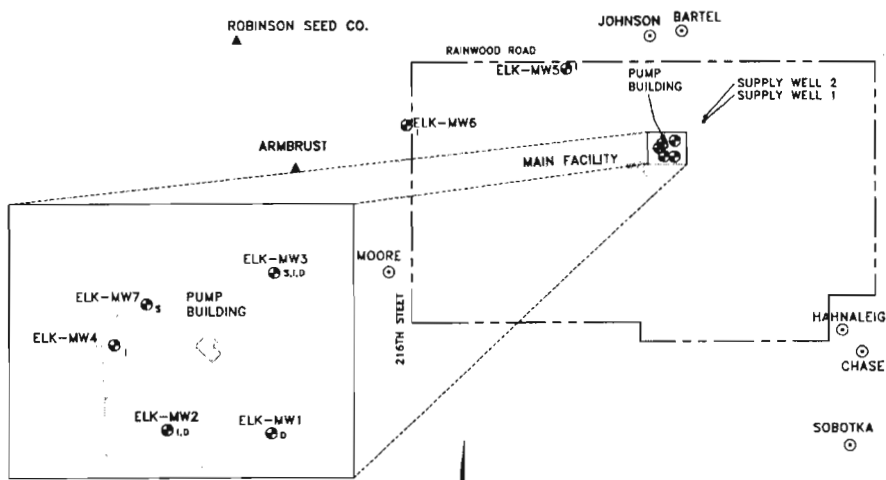 JOHNSON
BARTEL
ROBINSON SEED CO.
RAINWOOD ROAD
ELK-MW5
I
PUMP
BUILDING
SUPPLY WELL 2
SUPPLY WELL 1
ELK-MW6
I
ARMBRUST
MAIN FACILITY
MOORE
216TH STEET
ELK-MW3
S,I,D
ELK-MW7
S
PUMP
BUILDING
ELK-MW4
I
ELK-MW2
I,D
ELK-MW1
D
HAHNALEIG
CHASE
SOBOTKA